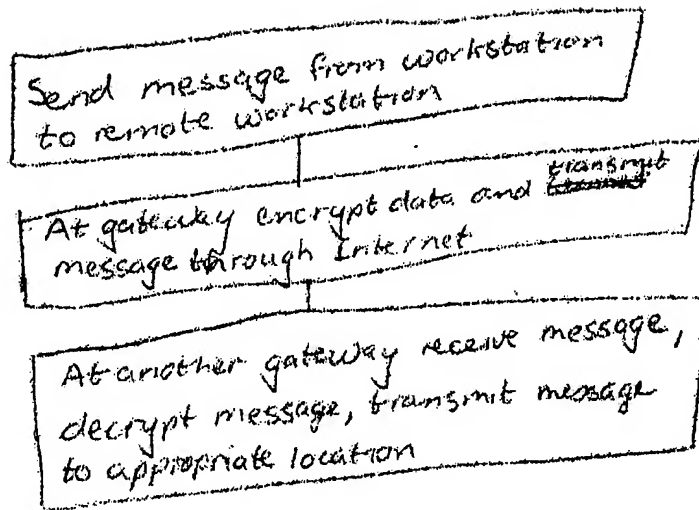 Send message from workstation
to remote workstation
At gateway encrypt data and transmit
message through Internet
At another gateway receive message,
decrypt message, transmit message
to appropriate location